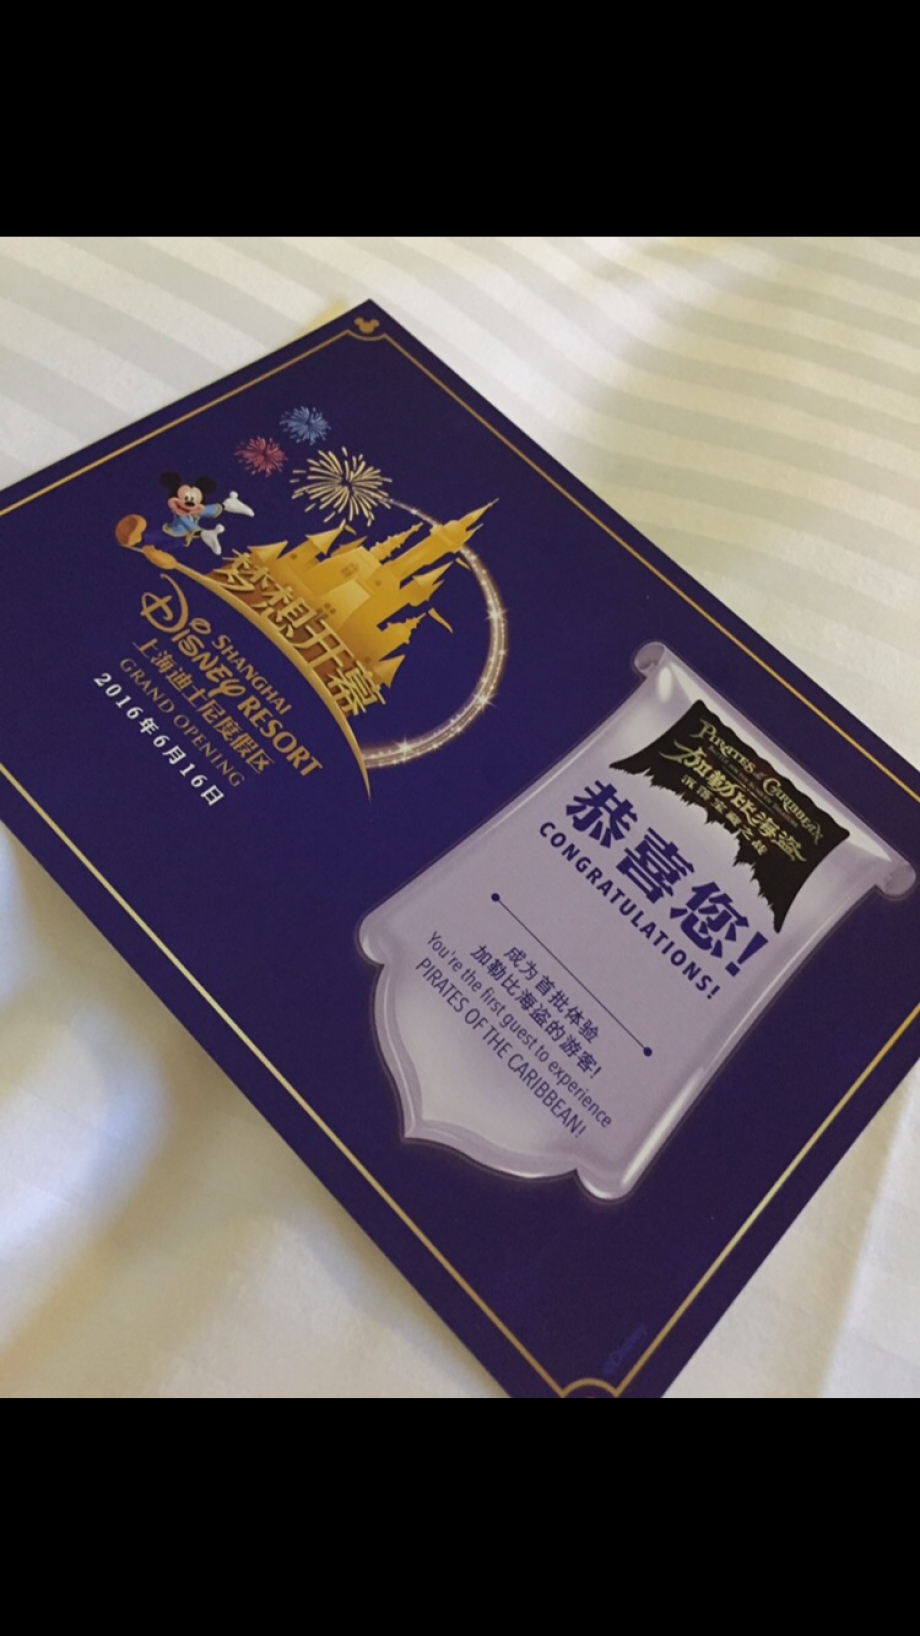 梦想开幕
SHANGHAI
DISNEY RESORT
上海迪士尼度假区
GRAND OPENING
2016年6月16日
PIRATES of the CARIBBEAN
加勒比海盗
沉落宝藏之战
恭喜您!
CONGRATULATIONS!
成为首批体验
加勒比海盗的游客!
You're the first guest to experience
PIRATES OF THE CARIBBEAN!
©Disney